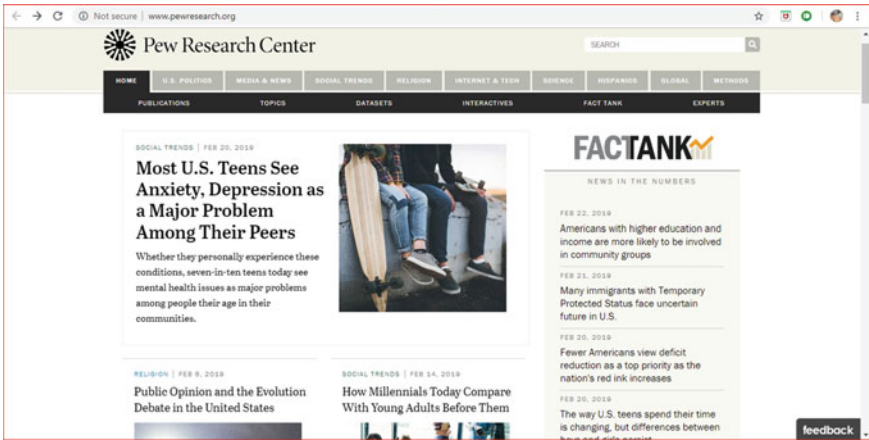 Not secure | www.pewresearch.org
Pew Research Center
SEARCH
HOME U.S. POLITICS MEDIA & NEWS SOCIAL TRENDS RELIGION INTERNET & TECH SCIENCE HISPANICS GLOBAL METHODS
PUBLICATIONS TOPICS DATASETS INTERACTIVES FACT TANK EXPERTS
SOCIAL TRENDS | FEB 20, 2019
Most U.S. Teens See
Anxiety, Depression as
a Major Problem
Among Their Peers
Whether they personally experience these
conditions, seven-in-ten teens today see
mental health issues as major problems
among people their age in their
communities.
RELIGION | FEB 6, 2019
Public Opinion and the Evolution
Debate in the United States
SOCIAL TRENDS | FEB 14, 2019
How Millennials Today Compare
With Young Adults Before Them
FACTANK
NEWS IN THE NUMBERS
FEB 22, 2019
Americans with higher education and
income are more likely to be involved
in community groups
FEB 21, 2019
Many immigrants with Temporary
Protected Status face uncertain
future in U.S.
FEB 20, 2019
Fewer Americans view deficit
reduction as a top priority as the
nation's red ink increases
FEB 20, 2019
The way U.S. teens spend their time
is changing, but differences between
boys and girls persist
feedback